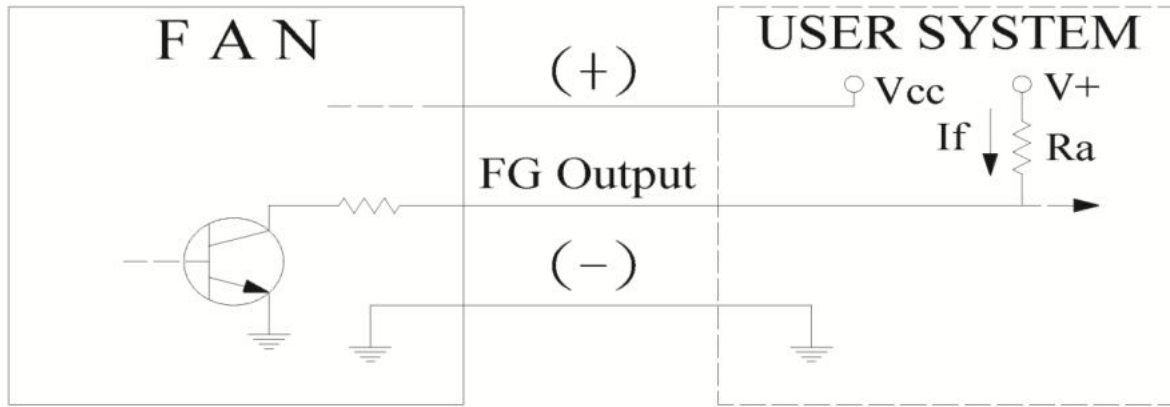 F A N
USER SYSTEM
(+)
Vcc
V+
If
Ra
FG Output
(-)